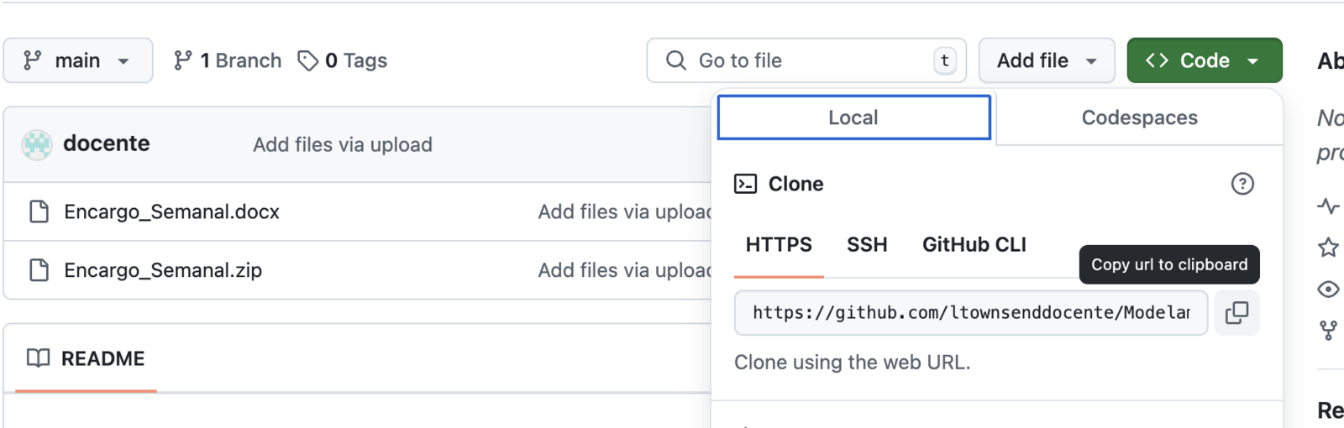 main 1 Branch 0 Tags Go to file t Add file <> Code
docente Add files via upload
Encargo_Semanal.docx Add files via upload
Encargo_Semanal.zip Add files via upload
README
Local Codespaces
Clone
HTTPS SSH GitHub CLI
Copy url to clipboard
https://github.com/ltownsenddocente/Modelar
Clone using the web URL.
Ab
No
pro
Re